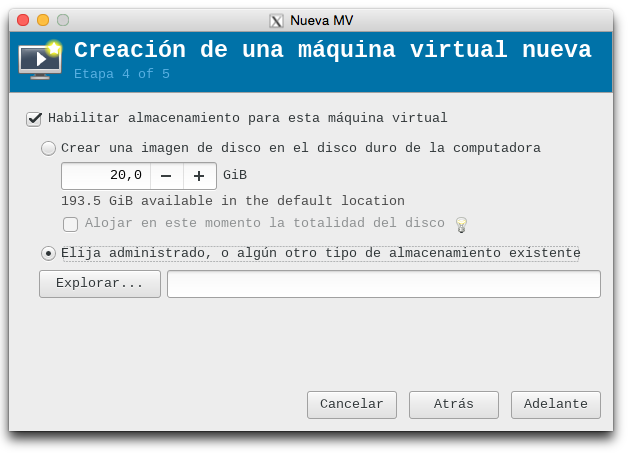 Nueva MV
Creación de una máquina virtual nueva
Etapa 4 of 5
Habilitar almacenamiento para esta máquina virtual
Crear una imagen de disco en el disco duro de la computadora
20,0 − + GiB
193.5 GiB available in the default location
Alojar en este momento la totalidad del disco
Elija administrado, o algún otro tipo de almacenamiento existente
Explorar...
Cancelar Atrás Adelante